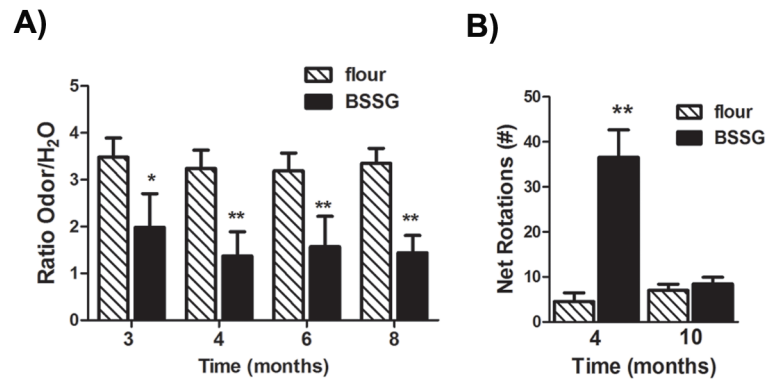 A)
flour
BSSG
Ratio Odor/H₂O
5
4
3
2
1
0
*
**
**
**
3 4 6 8
Time (months)
B)
flour
BSSG
Net Rotations (#)
50
40
30
20
10
0
**
4 10
Time (months)